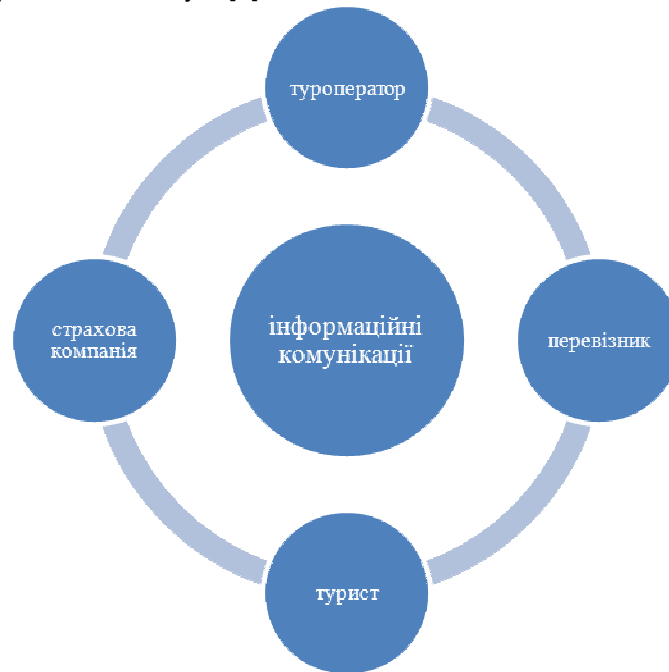 туроператор
страхова
компанія
інформаційні
комунікації
перевізник
турист